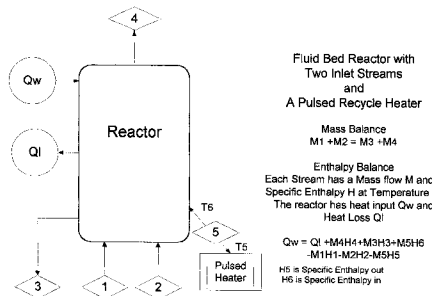 4
Qw
Reactor
Ql
T6
5
T5
Pulsed
Heater
3
1
2
Fluid Bed Reactor with
Two Inlet Streams
and
A Pulsed Recycle Heater
Mass Balance
M1 +M2 = M3 +M4
Enthalpy Balance
Each Stream has a Mass flow M and
Specific Enthalpy H at Temperature
The reactor has heat input Qw and
Heat Loss Ql
Qw = Ql +M4H4+M3H3+M5H6
-M1H1-M2H2-M5H5
H5 is Specific Enthalpy out
H6 is Specific Enthalpy in